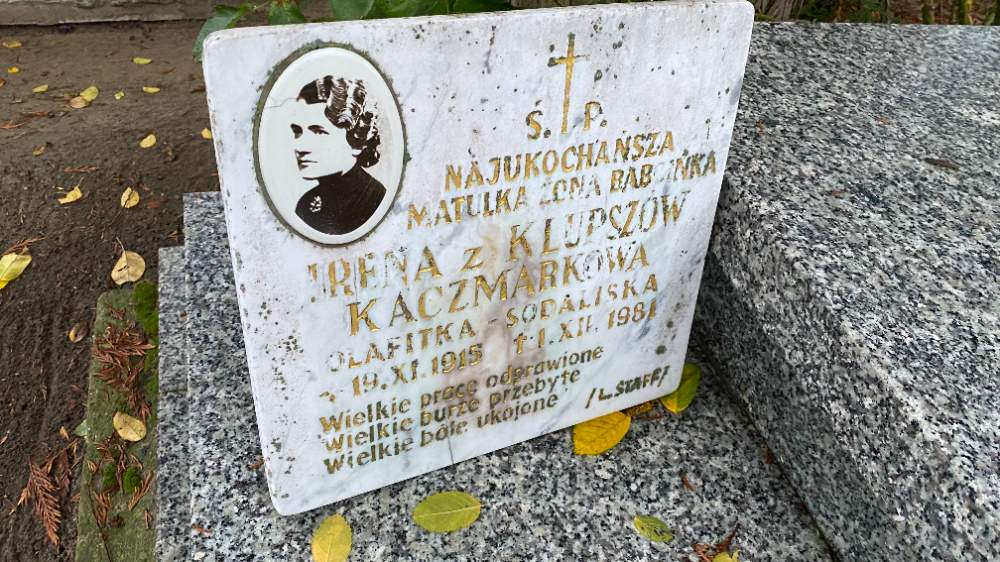 Ś. P.
NAJUKOCHAŃSZA
MATULKA ŻONA BABCIŃKA
IRENA z KLUPSZÓW
KACZMARKOWA
OLAFITKA - SODALISKA
19.XI.1915 †1.XII.1981
Wielkie prace odprawione
Wielkie burze przebyte
Wielkie bóle ukojone /L. STAFF/